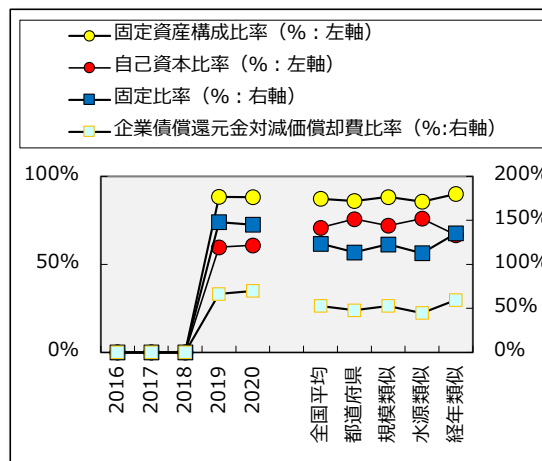 固定資産構成比率（%：左軸）
自己資本比率（%：左軸）
固定比率（%：右軸）
企業債償還元金対減価償却費比率（%:右軸）
100%
200%
150%
50%
100%
50%
0%
0%
2016
2017
2018
2019
2020
全国平均
都道府県
規模類似
水源類似
経年類似